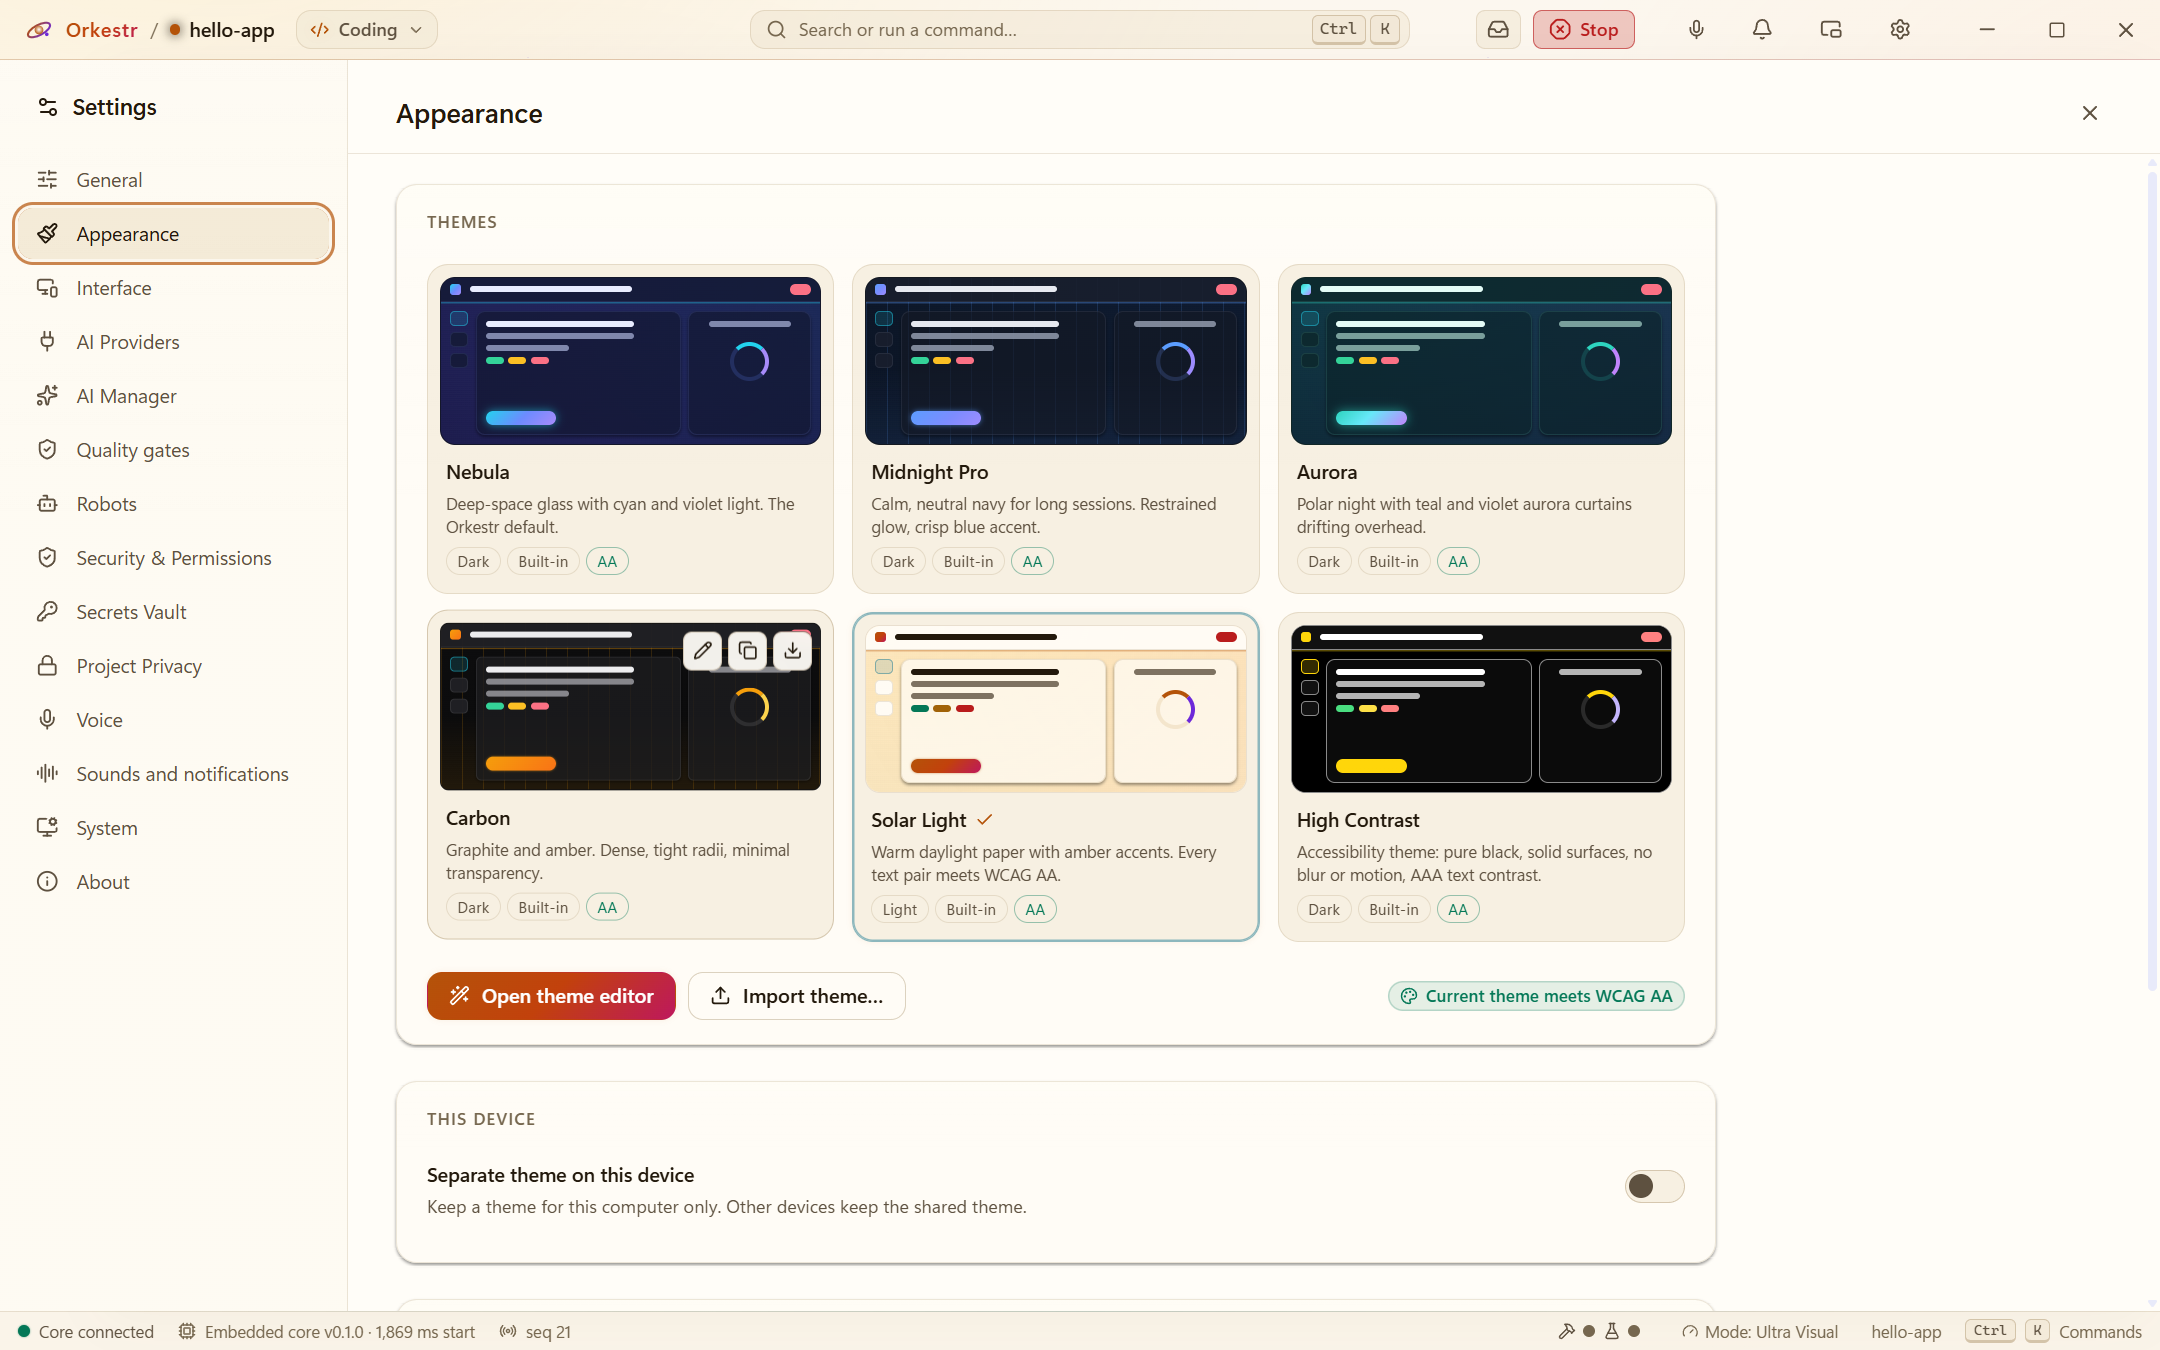 Orkestr / hello-app
Coding
Search or run a command...
Ctrl K
Stop
Settings
General
Appearance
Interface
AI Providers
AI Manager
Quality gates
Robots
Security & Permissions
Secrets Vault
Project Privacy
Voice
Sounds and notifications
System
About
Appearance
THEMES
Nebula
Deep-space glass with cyan and violet light. The
Orkestr default.
Dark Built-in AA
Midnight Pro
Calm, neutral navy for long sessions. Restrained
glow, crisp blue accent.
Dark Built-in AA
Aurora
Polar night with teal and violet aurora curtains
drifting overhead.
Dark Built-in AA
Carbon
Graphite and amber. Dense, tight radii, minimal
transparency.
Dark Built-in AA
Solar Light
Warm daylight paper with amber accents. Every
text pair meets WCAG AA.
Light Built-in AA
High Contrast
Accessibility theme: pure black, solid surfaces, no
blur or motion, AAA text contrast.
Dark Built-in AA
Open theme editor
Import theme...
Current theme meets WCAG AA
THIS DEVICE
Separate theme on this device
Keep a theme for this computer only. Other devices keep the shared theme.
Core connected
Embedded core v0.1.0 · 1,869 ms start
seq 21
Mode: Ultra Visual
hello-app
Ctrl K Commands